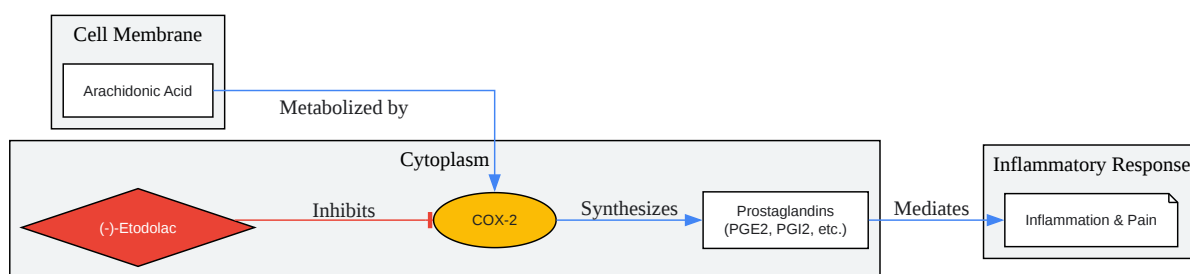 Cell Membrane
Arachidonic Acid
Metabolized by
Cytoplasm
Inflammatory Response
(-)-Etodolac
Inhibits
COX-2
Synthesizes
Prostaglandins
(PGE2, PGI2, etc.)
Mediates
Inflammation & Pain